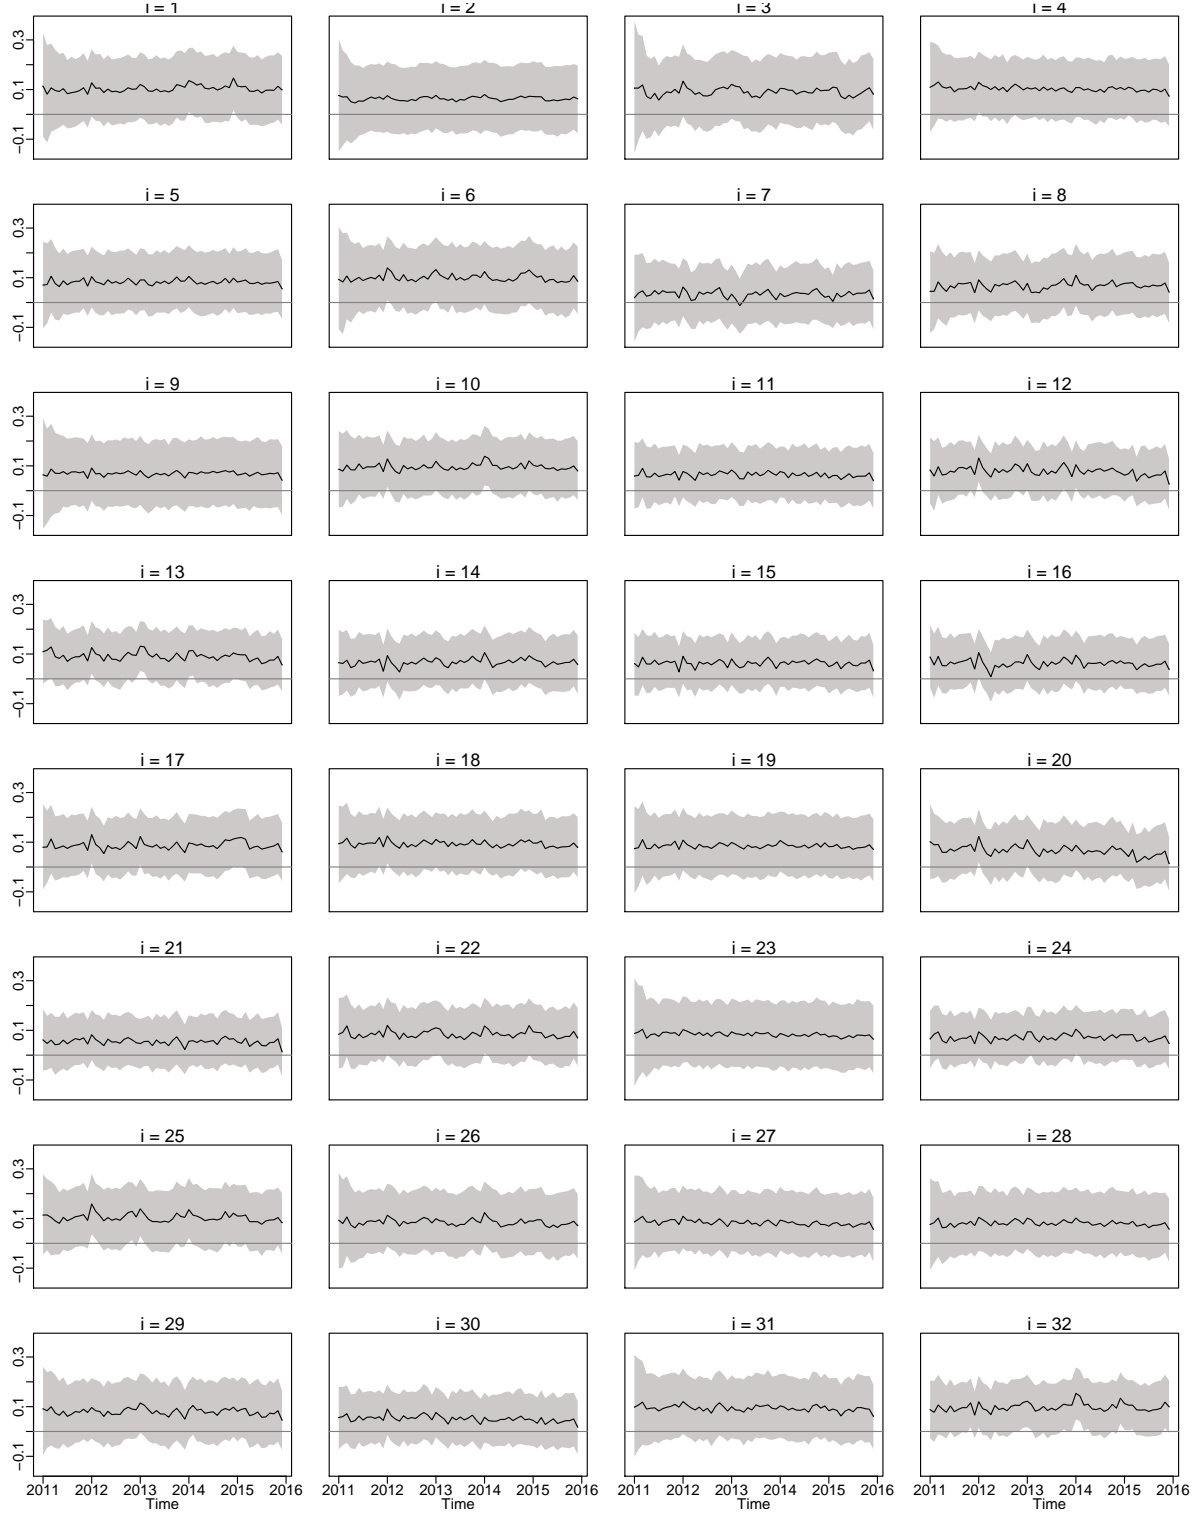 i = 1 i = 2 i = 3 i = 4
0.3
0.1
−0.1
i = 5 i = 6 i = 7 i = 8
0.3
0.1
−0.1
i = 9 i = 10 i = 11 i = 12
0.3
0.1
−0.1
i = 13 i = 14 i = 15 i = 16
0.3
0.1
−0.1
i = 17 i = 18 i = 19 i = 20
0.3
0.1
−0.1
i = 21 i = 22 i = 23 i = 24
0.3
0.1
−0.1
i = 25 i = 26 i = 27 i = 28
0.3
0.1
−0.1
i = 29 i = 30 i = 31 i = 32
0.3
0.1
−0.1
2011 2012 2013 2014 2015 2016 2011 2012 2013 2014 2015 2016 2011 2012 2013 2014 2015 2016 2011 2012 2013 2014 2015 2016
Time Time Time Time